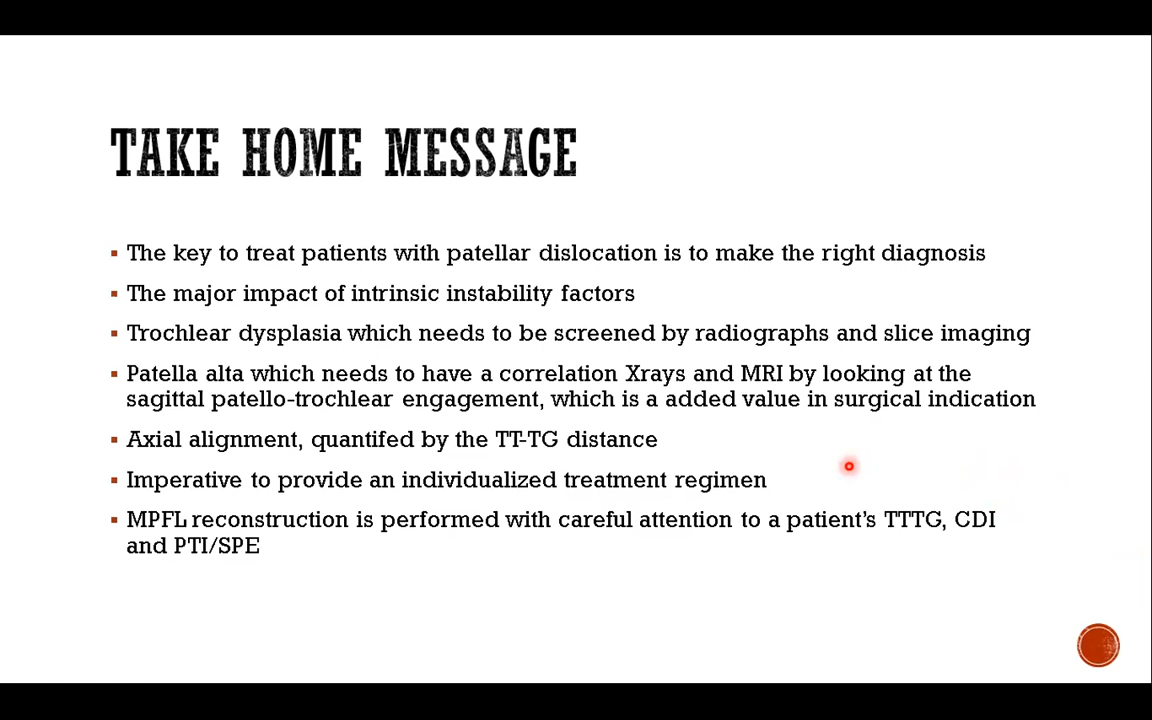 TAKE HOME MESSAGE
▪ The key to treat patients with patellar dislocation is to make the right diagnosis
▪ The major impact of intrinsic instability factors
▪ Trochlear dysplasia which needs to be screened by radiographs and slice imaging
▪ Patella alta which needs to have a correlation Xrays and MRI by looking at the
sagittal patello-trochlear engagement, which is a added value in surgical indication
▪ Axial alignment, quantifed by the TT-TG distance
▪ Imperative to provide an individualized treatment regimen
▪ MPFL reconstruction is performed with careful attention to a patient’s TTTG, CDI
and PTI/SPE